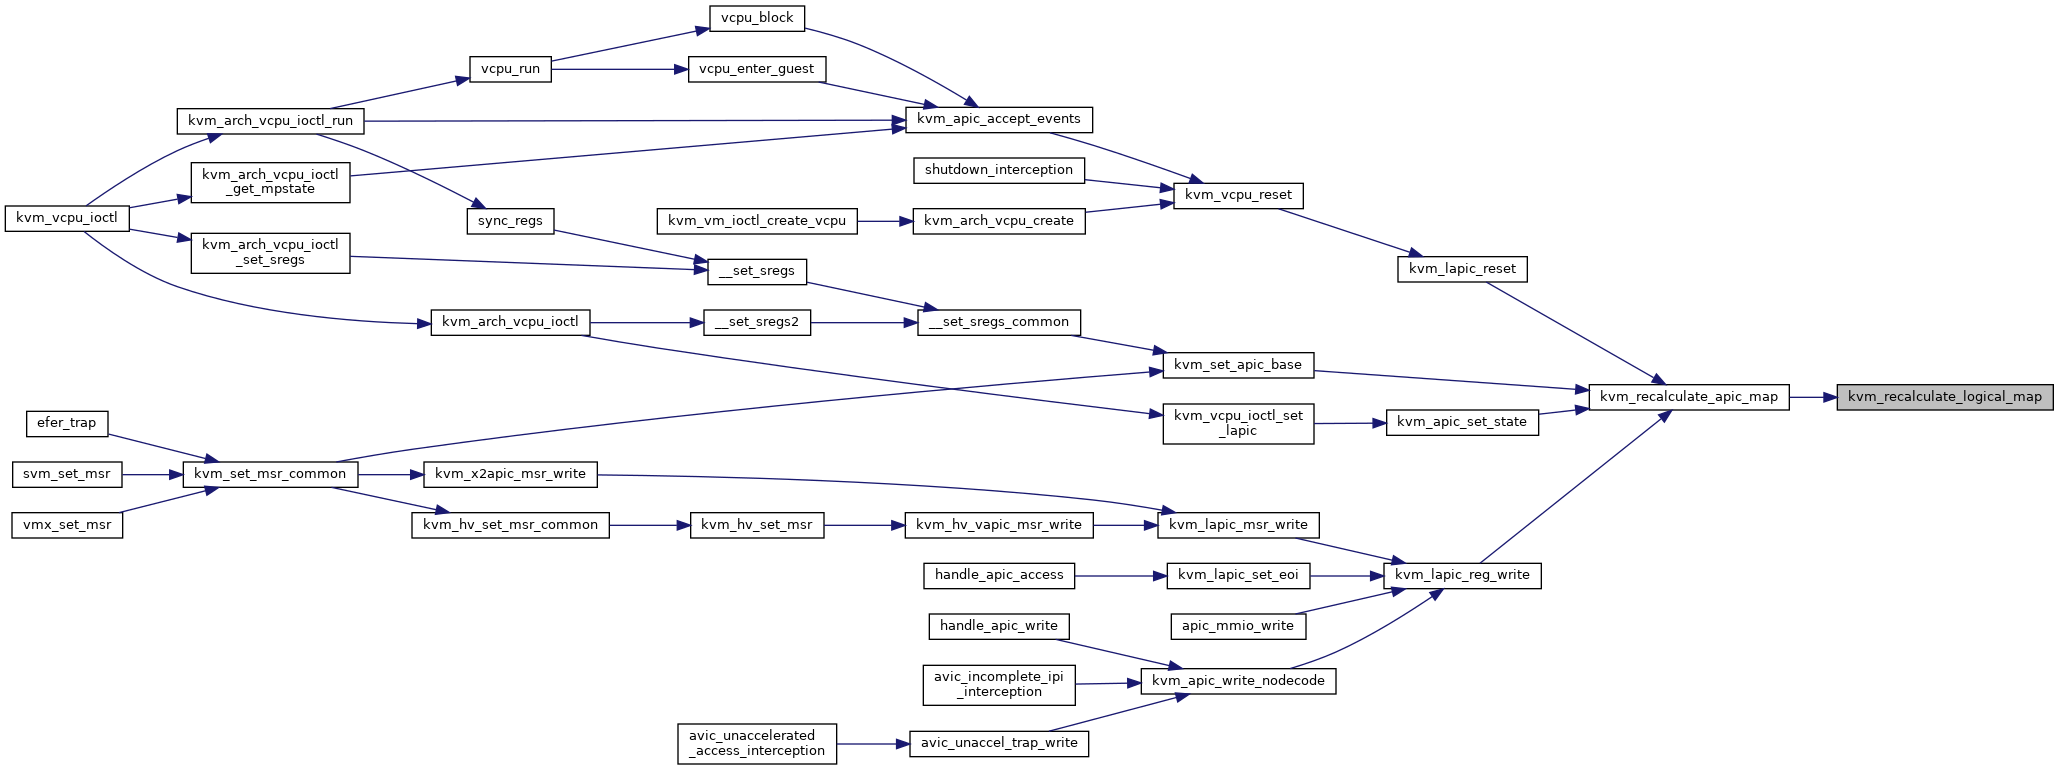 vcpu_block
vcpu_run
vcpu_enter_guest
kvm_arch_vcpu_ioctl_run
kvm_apic_accept_events
shutdown_interception
kvm_arch_vcpu_ioctl
_get_mpstate
kvm_vcpu_reset
kvm_vcpu_ioctl
sync_regs
kvm_vm_ioctl_create_vcpu
kvm_arch_vcpu_create
kvm_arch_vcpu_ioctl
_set_sregs
__set_sregs
kvm_lapic_reset
kvm_arch_vcpu_ioctl
__set_sregs2
__set_sregs_common
kvm_set_apic_base
kvm_recalculate_apic_map
kvm_recalculate_logical_map
kvm_vcpu_ioctl_set
_lapic
kvm_apic_set_state
efer_trap
svm_set_msr
kvm_set_msr_common
kvm_x2apic_msr_write
vmx_set_msr
kvm_hv_set_msr_common
kvm_hv_set_msr
kvm_hv_vapic_msr_write
kvm_lapic_msr_write
handle_apic_access
kvm_lapic_set_eoi
kvm_lapic_reg_write
handle_apic_write
apic_mmio_write
avic_incomplete_ipi
_interception
kvm_apic_write_nodecode
avic_unaccelerated
_access_interception
avic_unaccel_trap_write